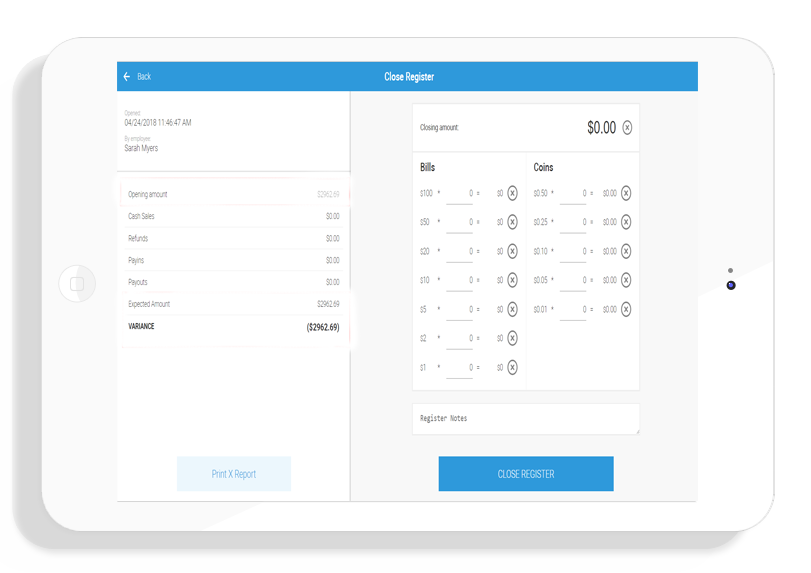 ← Back
Close Register
Opened:
04/24/2018 11:46:47 AM
By employee:
Sarah Myers
Opening amount $2962.69
Cash Sales $0.00
Refunds $0.00
Payins $0.00
Payouts $0.00
Expected Amount $2962.69
VARIANCE ($2962.69)
Print X Report
Closing amount: $0.00
Bills
$100 * 0 = $0
$50 * 0 = $0
$20 * 0 = $0
$10 * 0 = $0
$5 * 0 = $0
$2 * 0 = $0
$1 * 0 = $0
Coins
$0.50 * 0 = $0.00
$0.25 * 0 = $0.00
$0.10 * 0 = $0.00
$0.05 * 0 = $0.00
$0.01 * 0 = $0.00
Register Notes
CLOSE REGISTER